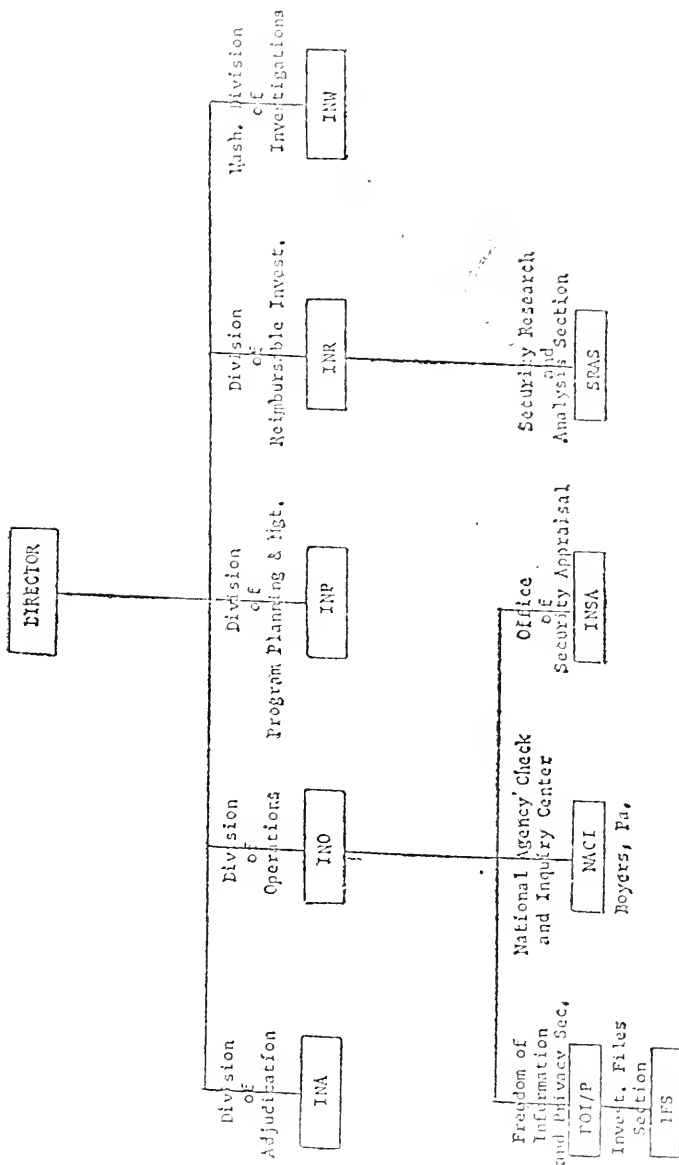 DIRECTOR
Division
of
Adjudication
INA
Division
of
Operations
INO
Division
of
Program Planning & Mgt.
INP
Division
of
Reimbursable Invest.
INR
Wash. Division
of
Investigations
INW
Freedom of
Information
and Privacy Sec.
FOI/P
Invest. Files
Section
IFS
National Agency Check
and Inquiry Center
NACI
Boyers, Pa.
Office
of
Security Appraisal
INSA
Security Research
and
Analysis Section
SRAS